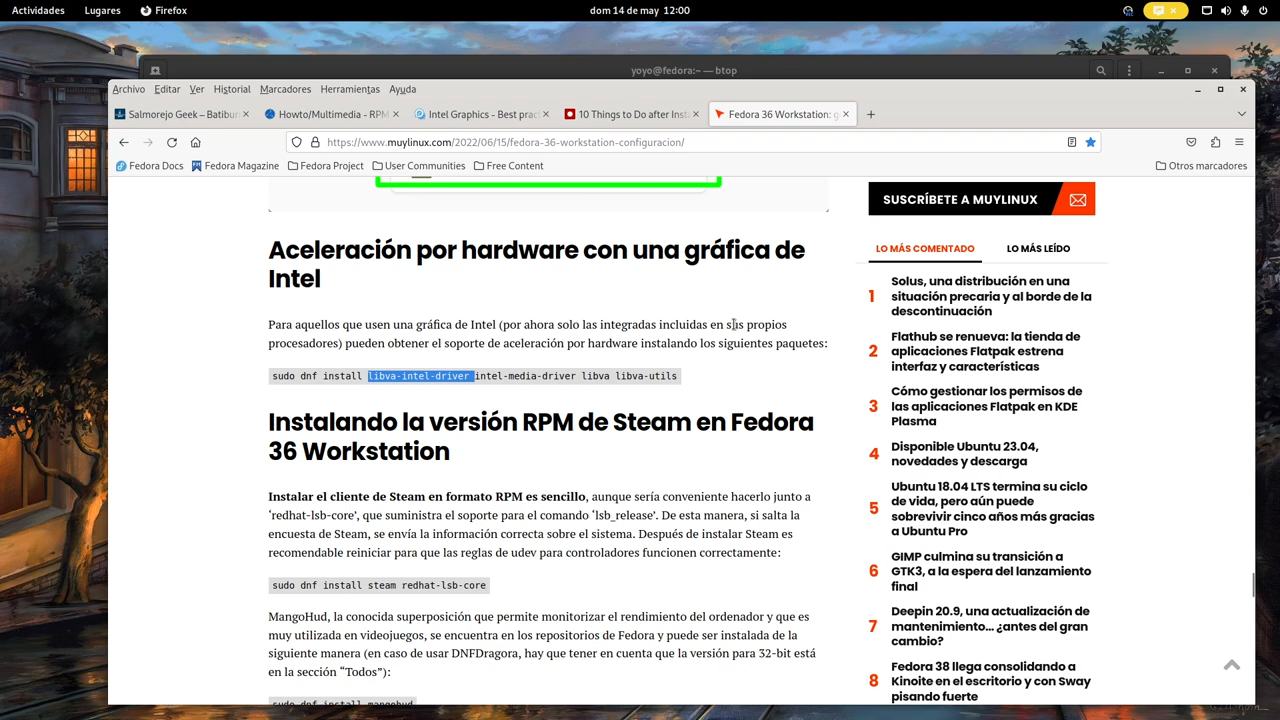 Actividades Lugares Firefox dom 14 de may 12:00
yoyo@fedora:~ — btop
Archivo Editar Ver Historial Marcadores Herramientas Ayuda
Salmorejo Geek – Batibur Howto/Multimedia - RPM Intel Graphics - Best prac 10 Things to Do after Inst Fedora 36 Workstation: g
https://www.muylinux.com/2022/06/15/fedora-36-workstation-configuracion/
Fedora Docs Fedora Magazine Fedora Project User Communities Free Content Otros marcadores
Aceleración por hardware con una gráfica de
Intel
Para aquellos que usen una gráfica de Intel (por ahora solo las integradas incluidas en sus propios
procesadores) pueden obtener el soporte de aceleración por hardware instalando los siguientes paquetes:
sudo dnf install libva-intel-driver intel-media-driver libva libva-utils
Instalando la versión RPM de Steam en Fedora
36 Workstation
Instalar el cliente de Steam en formato RPM es sencillo, aunque sería conveniente hacerlo junto a
‘redhat-lsb-core’, que suministra el soporte para el comando ‘lsb_release’. De esta manera, si salta la
encuesta de Steam, se envía la información correcta sobre el sistema. Después de instalar Steam es
recomendable reiniciar para que las reglas de udev para controladores funcionen correctamente:
sudo dnf install steam redhat-lsb-core
MangoHud, la conocida superposición que permite monitorizar el rendimiento del ordenador y que es
muy utilizada en videojuegos, se encuentra en los repositorios de Fedora y puede ser instalada de la
siguiente manera (en caso de usar DNFDragora, hay que tener en cuenta que la versión para 32-bit está
en la sección “Todos”):
sudo dnf install mangohud
SUSCRÍBETE A MUYLINUX
LO MÁS COMENTADO LO MÁS LEÍDO
1 Solus, una distribución en una
situación precaria y al borde de la
descontinuación
2 Flathub se renueva: la tienda de
aplicaciones Flatpak estrena
interfaz y características
3 Cómo gestionar los permisos de
las aplicaciones Flatpak en KDE
Plasma
4 Disponible Ubuntu 23.04,
novedades y descarga
5 Ubuntu 18.04 LTS termina su ciclo
de vida, pero aún puede
sobrevivir cinco años más gracias
a Ubuntu Pro
6 GIMP culmina su transición a
GTK3, a la espera del lanzamiento
final
7 Deepin 20.9, una actualización de
mantenimiento… ¿antes del gran
cambio?
8 Fedora 38 llega consolidando a
Kinoite en el escritorio y con Sway
pisando fuerte